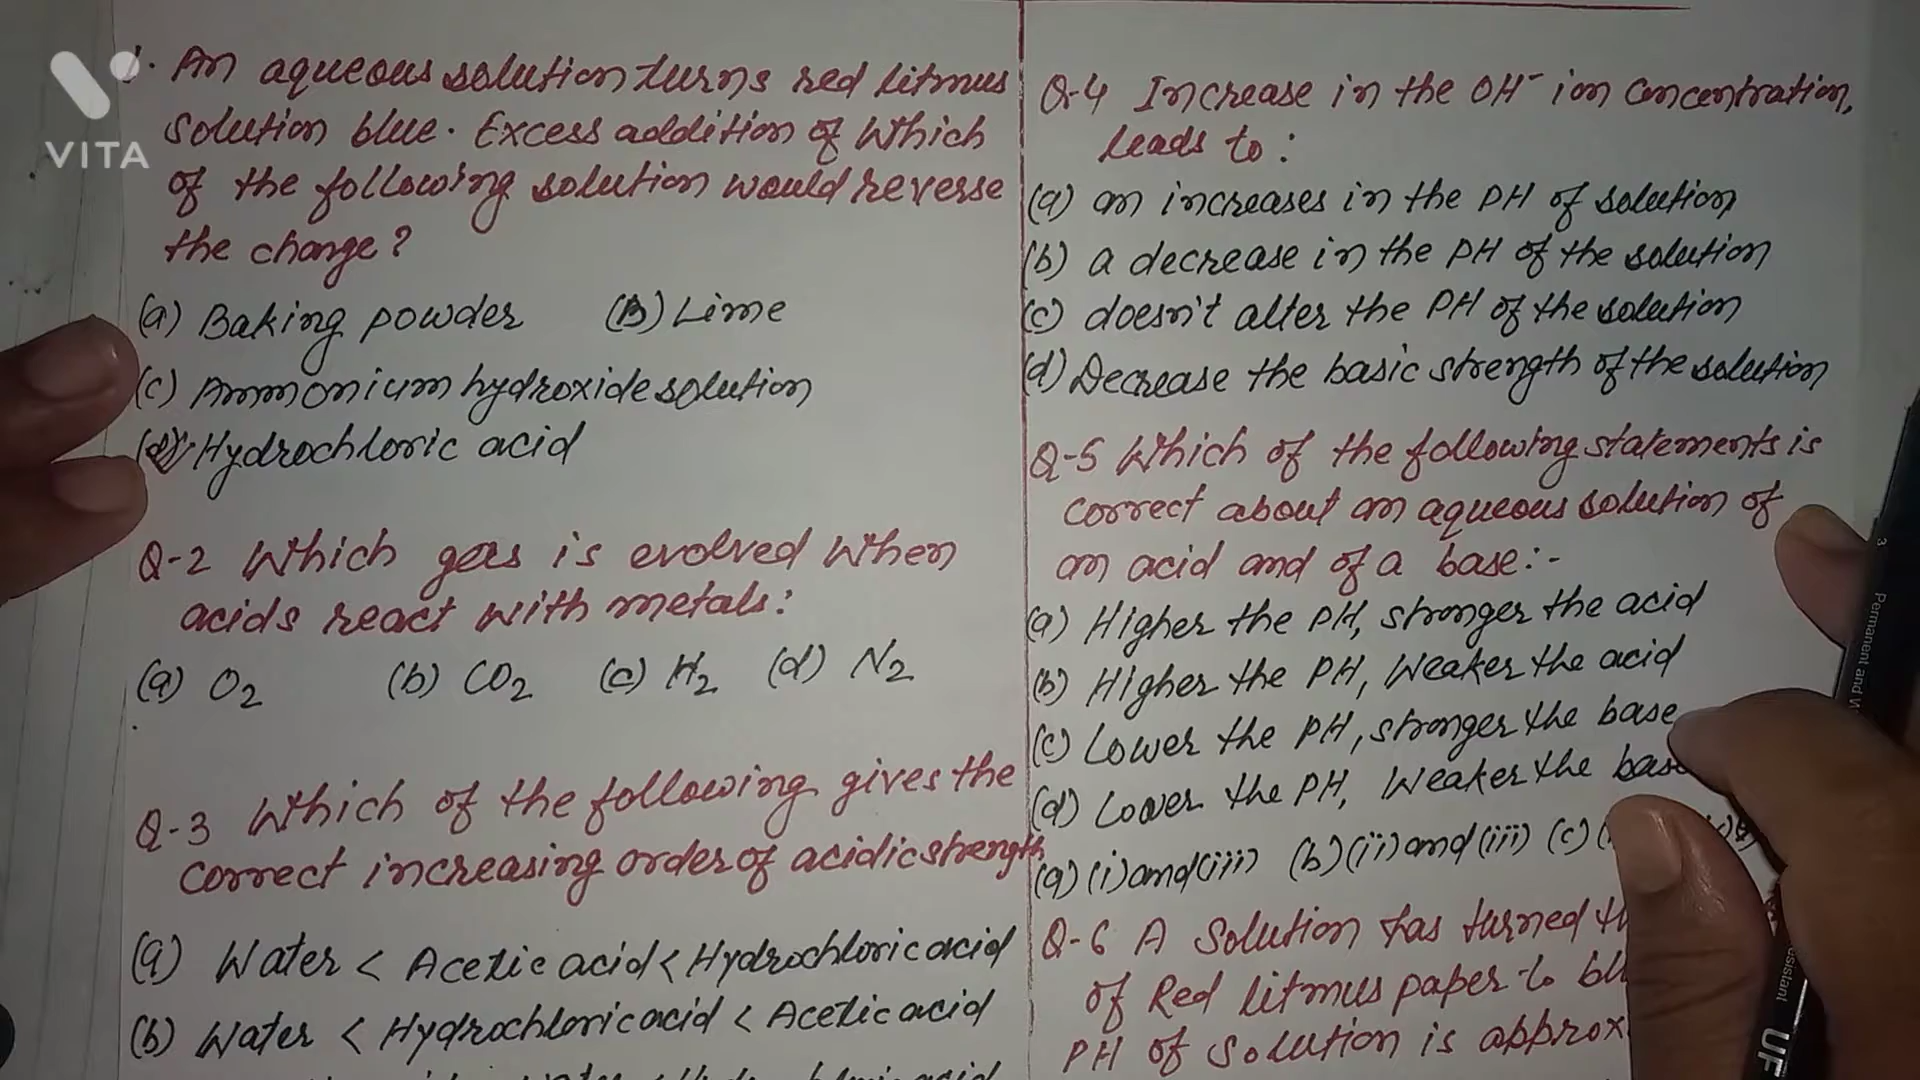 VITA
1. An aqueous solution turns red litmus
solution blue. Excess addition of which
of the following solution would reverse
the change?
(a) Baking powder (B) Lime
(c) Ammonium hydroxide solution
(d) Hydrochloric acid
Q-2 Which gas is evolved when
acids react with metals:
(a) O2 (b) CO2 (c) H2 (d) N2
Q-3 Which of the following gives the
correct increasing order of acidic strength
(a) Water < Acetic acid < Hydrochloric acid
(b) Water < Hydrochloric acid < Acetic acid
Q-4 Increase in the OH⁻ ion concentration,
leads to:
(a) an increases in the PH of solution
(b) a decrease in the PH of the solution
(c) doesn't alter the PH of the solution
(d) Decrease the basic strength of the solution
Q-5 Which of the following statements is
correct about an aqueous solution of
an acid and of a base:-
(a) Higher the PH, stronger the acid
(b) Higher the PH, Weaker the acid
(c) Lower the PH, stronger the base
(d) Lower the PH, Weaker the base
(a) (i) and (iii) (b) (ii) and (iii) (c)
Q-6 A Solution has turned
of Red litmus paper to
PH of solution is
3
Permanent and
UF